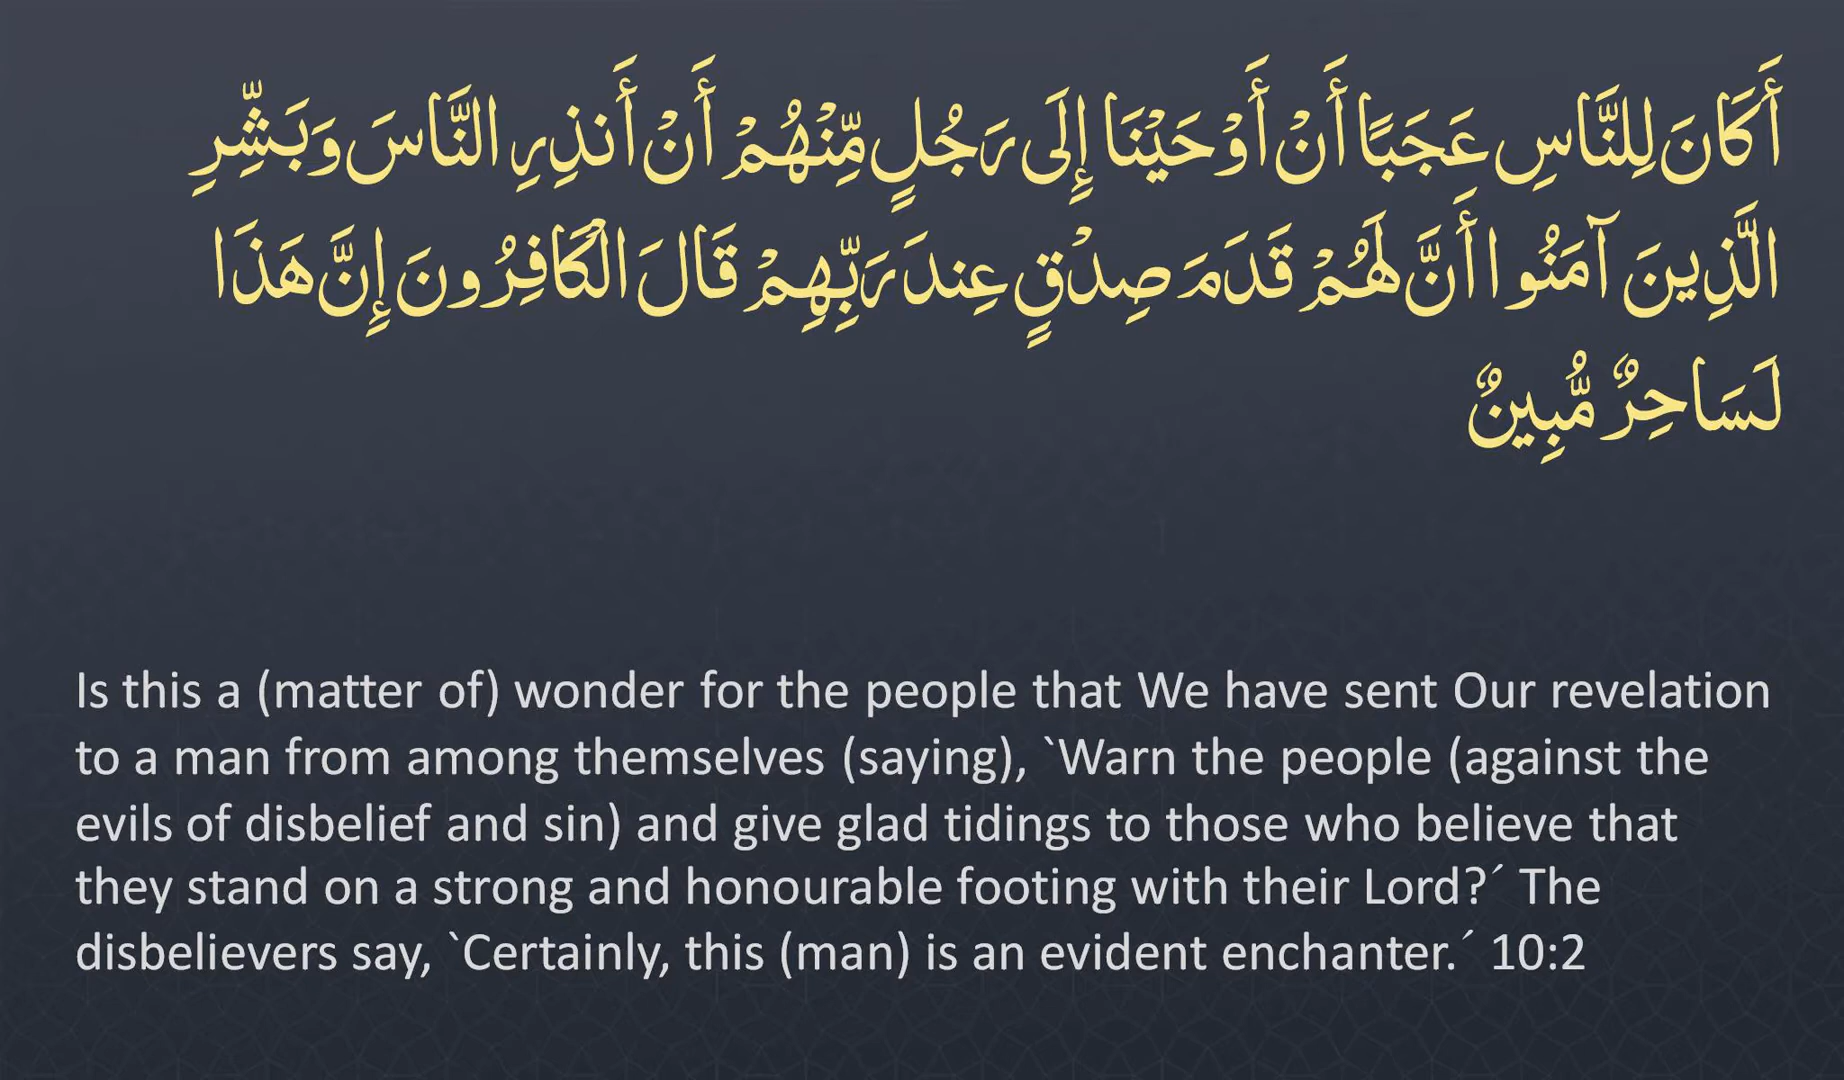 أَكَانَ لِلنَّاسِ عَجَبًا أَنْ أَوْحَيْنَا إِلَى رَجُلٍ مِّنْهُمْ أَنْ أَنذِرِ النَّاسَ وَبَشِّرِ
الَّذِينَ آمَنُوا أَنَّ لَهُمْ قَدَمَ صِدْقٍ عِندَ رَبِّهِمْ قَالَ الْكَافِرُونَ إِنَّ هَذَا
لَسَاحِرٌ مُّبِينٌ
Is this a (matter of) wonder for the people that We have sent Our revelation
to a man from among themselves (saying), `Warn the people (against the
evils of disbelief and sin) and give glad tidings to those who believe that
they stand on a strong and honourable footing with their Lord?´ The
disbelievers say, `Certainly, this (man) is an evident enchanter.´ 10:2